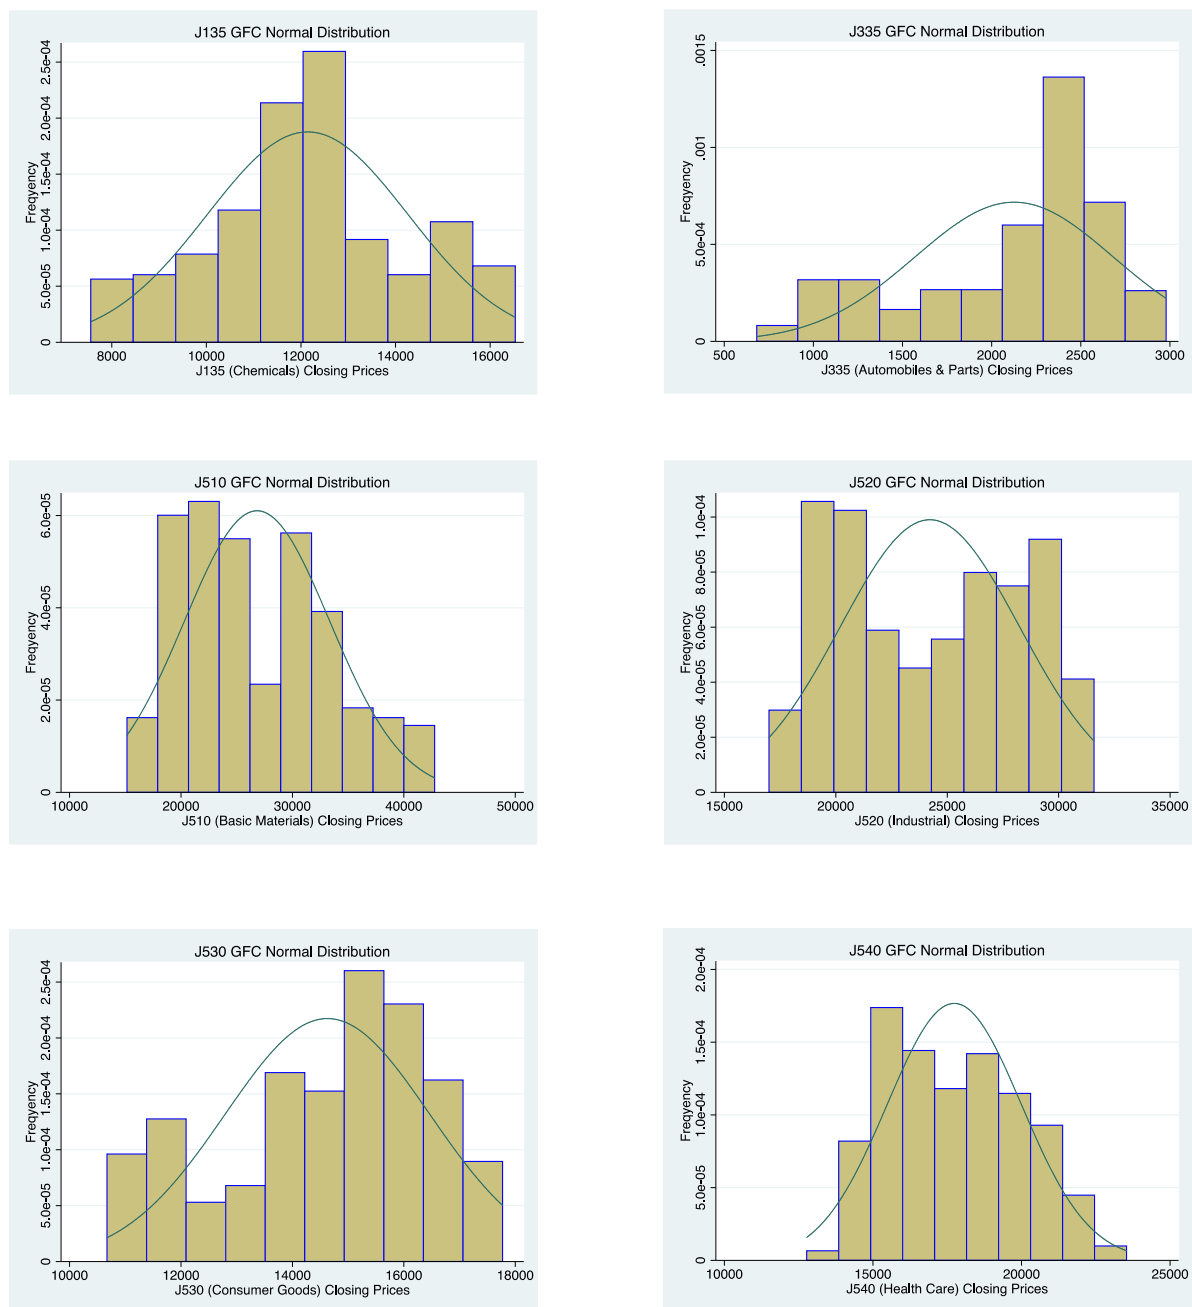 J135 GFC Normal Distribution
Freqyency
2.5e-04
2.0e-04
1.5e-04
1.0e-04
5.0e-05
0
8000 10000 12000 14000 16000
J135 (Chemicals) Closing Prices
J335 GFC Normal Distribution
Freqyency
.0015
.001
5.0e-04
0
500 1000 1500 2000 2500 3000
J335 (Automobiles & Parts) Closing Prices
J510 GFC Normal Distribution
Freqyency
6.0e-05
4.0e-05
2.0e-05
0
10000 20000 30000 40000 50000
J510 (Basic Materials) Closing Prices
J520 GFC Normal Distribution
Freqyency
1.0e-04
8.0e-05
6.0e-05
4.0e-05
2.0e-05
0
15000 20000 25000 30000 35000
J520 (Industrial) Closing Prices
J530 GFC Normal Distribution
Freqyency
2.5e-04
2.0e-04
1.5e-04
1.0e-04
5.0e-05
0
10000 12000 14000 16000 18000
J530 (Consumer Goods) Closing Prices
J540 GFC Normal Distribution
Freqyency
2.0e-04
1.5e-04
1.0e-04
5.0e-05
0
10000 15000 20000 25000
J540 (Health Care) Closing Prices